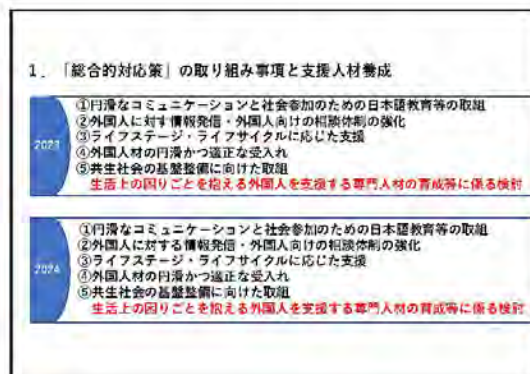 1. 「総合的対応策」の取り組み事項と支援人材養成
2023
①円滑なコミュニケーションと社会参加のための日本語教育等の取組
②外国人に対す情報発信・外国人向けの相談体制の強化
③ライフステージ・ライフサイクルに応じた支援
④外国人材の円滑かつ適正な受入れ
⑤共生社会の基盤整備に向けた取組
生活上の困りごとを抱える外国人を支援する専門人材の育成等に係る検討
2024
①円滑なコミュニケーションと社会参加のための日本語教育等の取組
②外国人に対する情報発信・外国人向けの相談体制の強化
③ライフステージ・ライフサイクルに応じた支援
④外国人材の円滑かつ適正な受入れ
⑤共生社会の基盤整備に向けた取組
生活上の困りごとを抱える外国人を支援する専門人材の育成等に係る検討